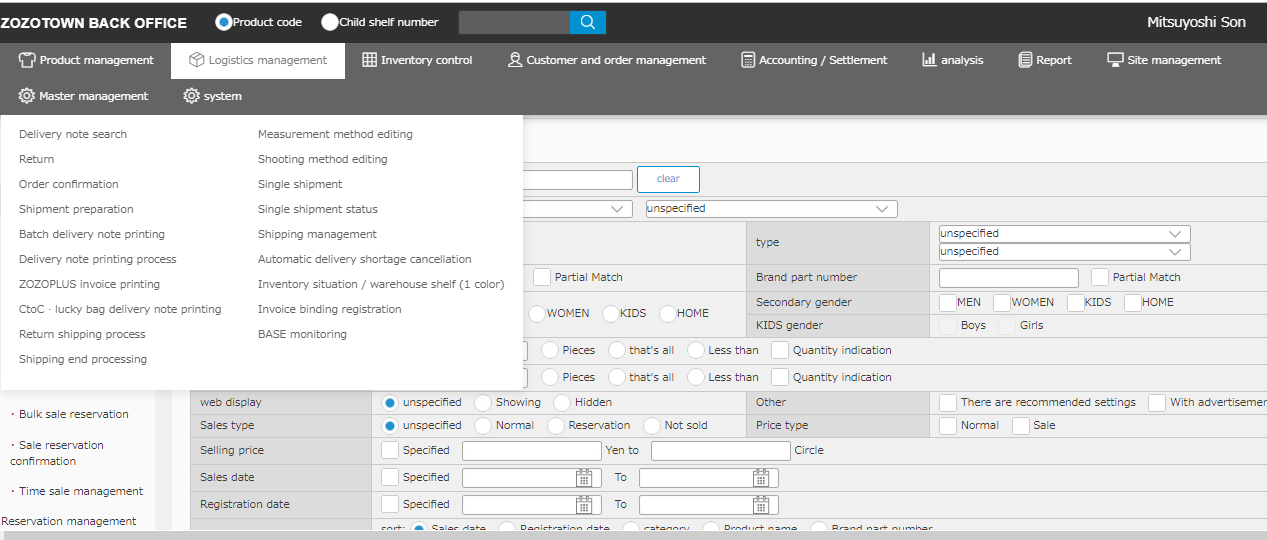 ZOZOTOWN BACK OFFICE Product code Child shelf number Mitsuyoshi Son
Product management Logistics management Inventory control Customer and order management Accounting / Settlement analysis Report Site management
Master management system
Delivery note search Measurement method editing
Return Shooting method editing
Order confirmation Single shipment
Shipment preparation Single shipment status
Batch delivery note printing Shipping management
Delivery note printing process Automatic delivery shortage cancellation
ZOZOPLUS invoice printing Inventory situation / warehouse shelf (1 color)
CtoC · lucky bag delivery note printing Invoice binding registration
Return shipping process BASE monitoring
Shipping end processing
clear
unspecified
type unspecified
unspecified
Partial Match Brand part number Partial Match
WOMEN KIDS HOME Secondary gender MEN WOMEN KIDS HOME
KIDS gender Boys Girls
Pieces that's all Less than Quantity indication
Pieces that's all Less than Quantity indication
web display unspecified Showing Hidden Other There are recommended settings With advertisemen
Sales type unspecified Normal Reservation Not sold Price type Normal Sale
Selling price Specified Yen to Circle
Sales date Specified To
Registration date Specified To
sort: Sales date Registration date category Product name Brand part number
· Bulk sale reservation
· Sale reservation
confirmation
· Time sale management
Reservation management